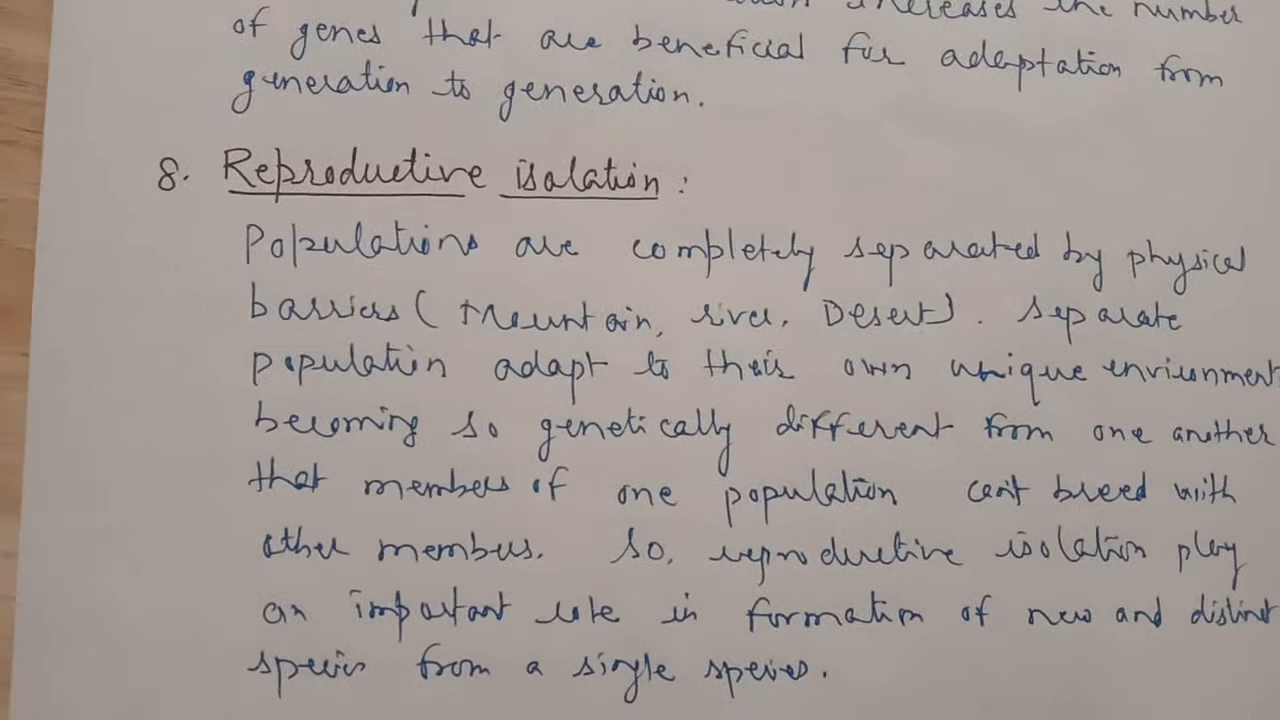 increases the number
of genes that are beneficial for adaptation from
generation to generation.
8. Reproductive isolation :
Populations are completely separated by physical
barriers ( Mountain, river, Desert ) . Separate
population adapt to their own unique environment
becoming so genetically different from one another
that members of one population can't breed with
other members. So, reproductive isolation play
an important role in formation of new and distinct
species from a single species.